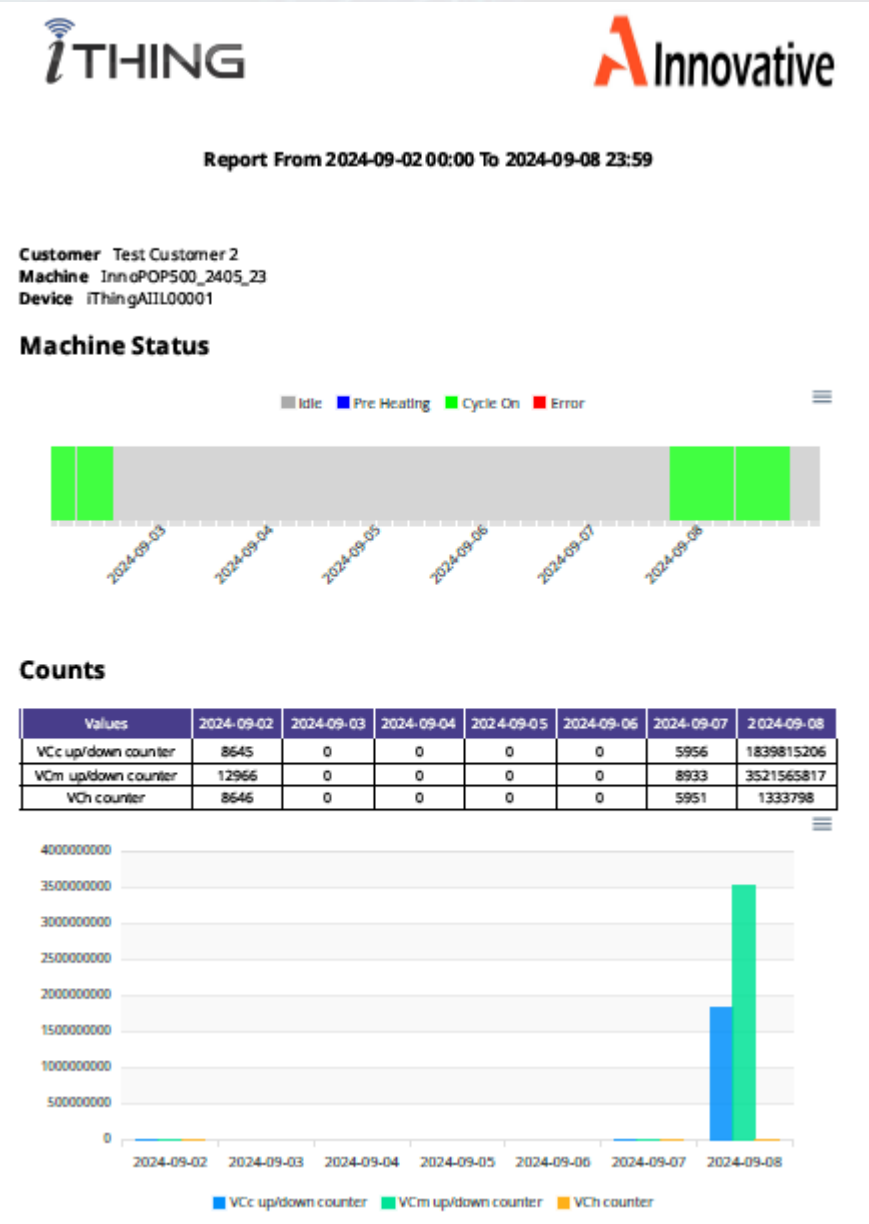 iTHING
AInnovative
Report From 2024-09-02 00:00 To 2024-09-08 23:59
Customer Test Customer 2
Machine InnoPOP500_2405_23
Device iThingAIIL00001
Machine Status
Idle Pre Heating Cycle On Error
2024-09-03 2024-09-04 2024-09-05 2024-09-06 2024-09-07 2024-09-08
Counts
Values 2024-09-02 2024-09-03 2024-09-04 2024-09-05 2024-09-06 2024-09-07 2024-09-08
VCc up/down counter 8645 0 0 0 0 5956 1839815206
VCm up/down counter 12966 0 0 0 0 8933 3521565817
VCh counter 8646 0 0 0 0 5951 1333798
4000000000
3500000000
3000000000
2500000000
2000000000
1500000000
1000000000
500000000
0
2024-09-02 2024-09-03 2024-09-04 2024-09-05 2024-09-06 2024-09-07 2024-09-08
VCc up/down counter VCm up/down counter VCh counter